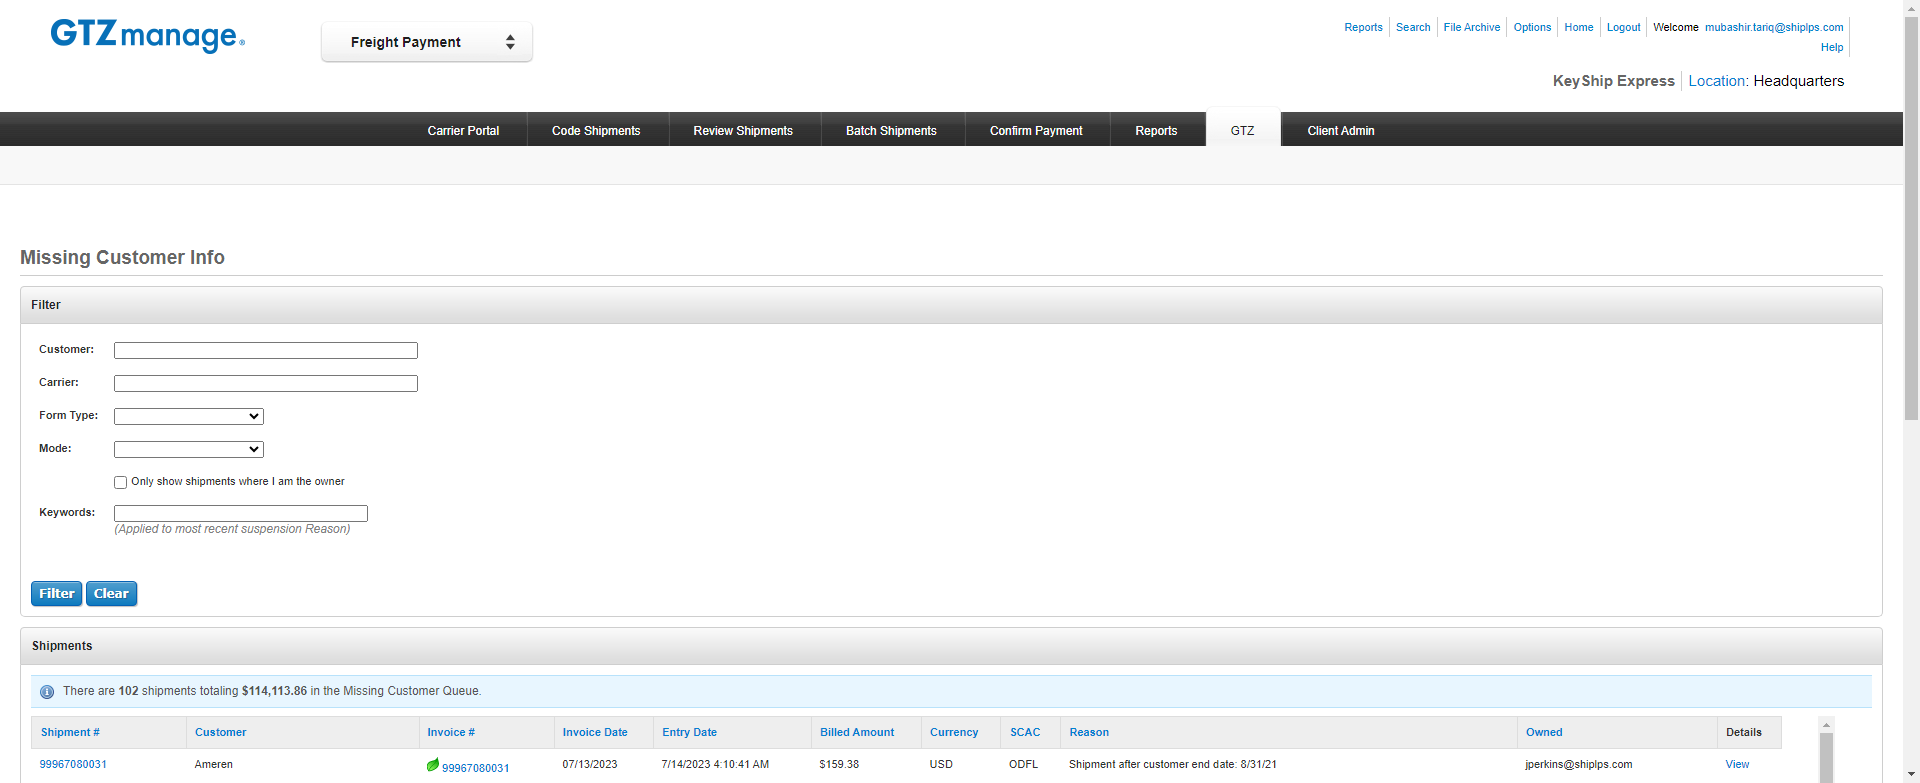 GTZmanage®
Freight Payment
Reports Search File Archive Options Home Logout Welcome mubashir.tariq@shiplps.com
Help
KeyShip Express Location: Headquarters
Carrier Portal Code Shipments Review Shipments Batch Shipments Confirm Payment Reports GTZ Client Admin
Missing Customer Info
Filter
Customer:
Carrier:
Form Type:
Mode:
Only show shipments where I am the owner
Keywords:
(Applied to most recent suspension Reason)
Filter Clear
Shipments
There are 102 shipments totaling $114,113.86 in the Missing Customer Queue.
Shipment # Customer Invoice # Invoice Date Entry Date Billed Amount Currency SCAC Reason Owned Details
99967080031 Ameren 99967080031 07/13/2023 7/14/2023 4:10:41 AM $159.38 USD ODFL Shipment after customer end date: 8/31/21 jperkins@shiplps.com View